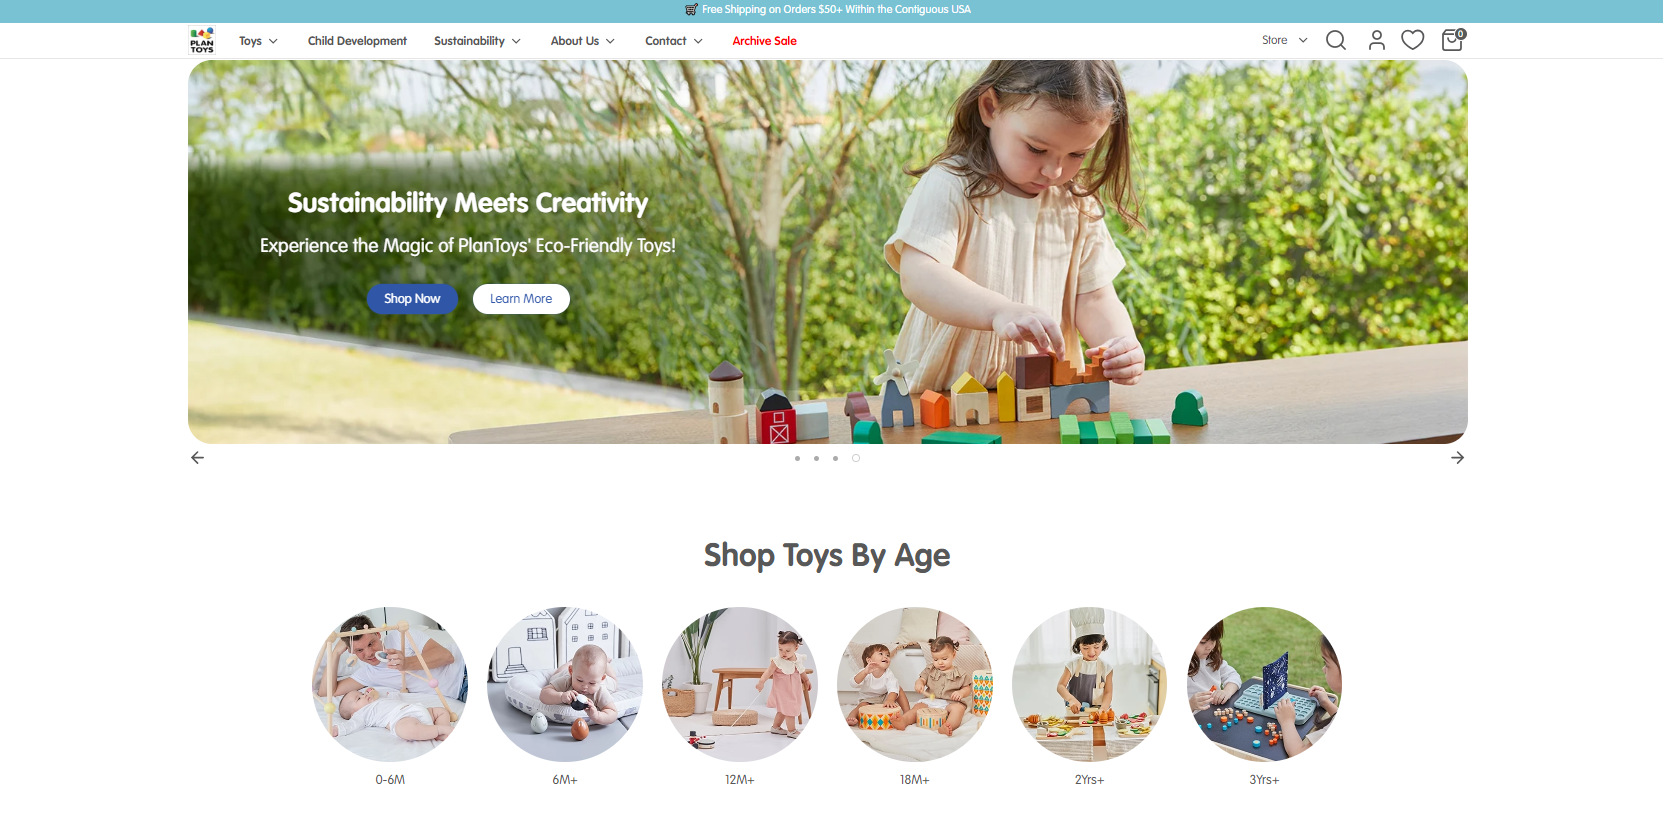 Free Shipping on Orders $50+ Within the Contiguous USA
PLAN
TOYS
Toys
Child Development
Sustainability
About Us
Contact
Archive Sale
Store
0
Sustainability Meets Creativity
Experience the Magic of PlanToys' Eco-Friendly Toys!
Shop Now
Learn More
Shop Toys By Age
0-6M
6M+
12M+
18M+
2Yrs+
3Yrs+